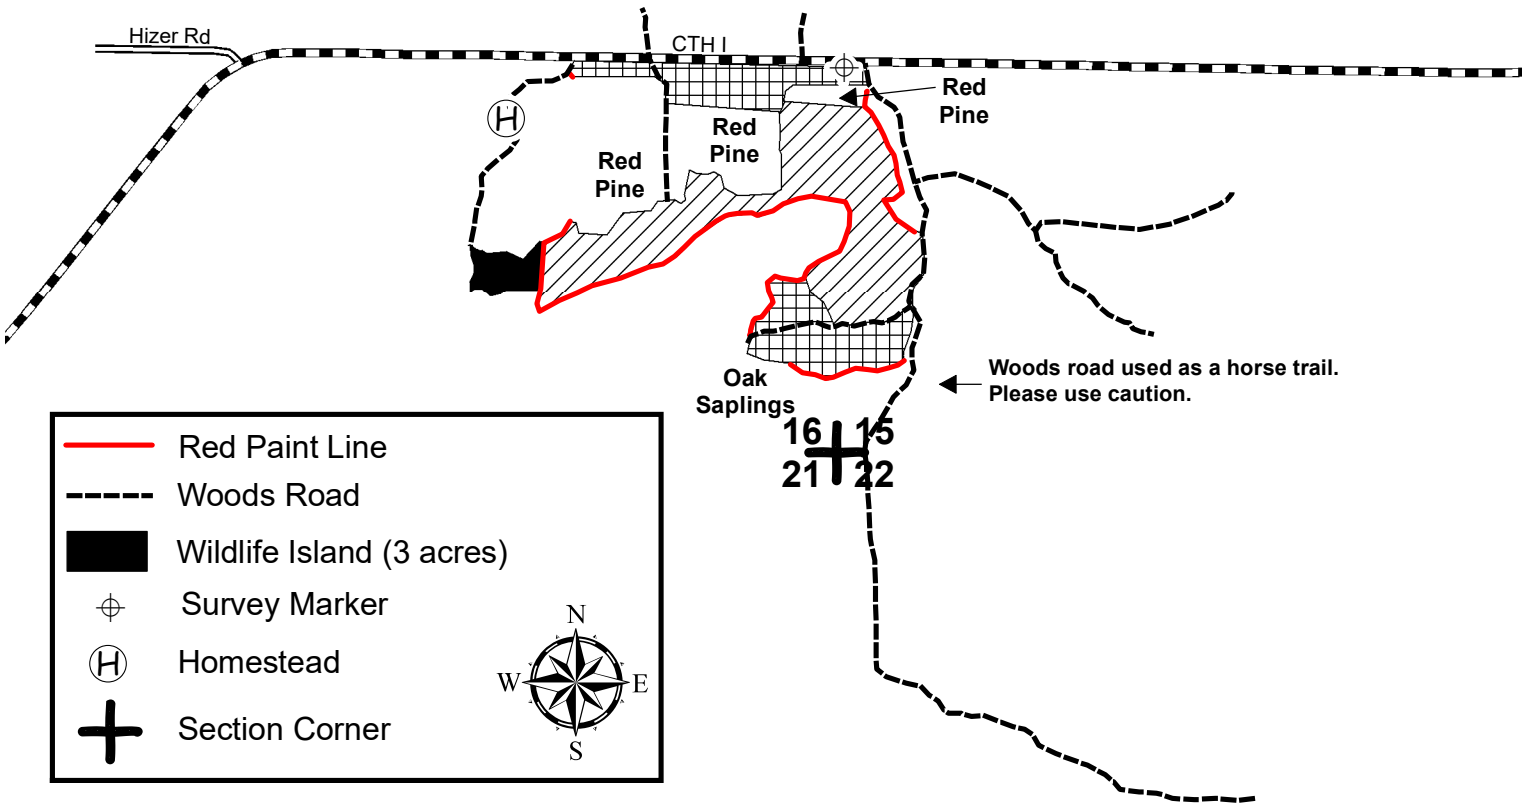 Hizer Rd
CTH I
H
Red
Pine
Red
Pine
Red
Pine
Woods road used as a horse trail.
Please use caution.
Oak
Saplings
16 15
21 22
Red Paint Line
Woods Road
Wildlife Island (3 acres)
Survey Marker
H Homestead
Section Corner
N
W E
S